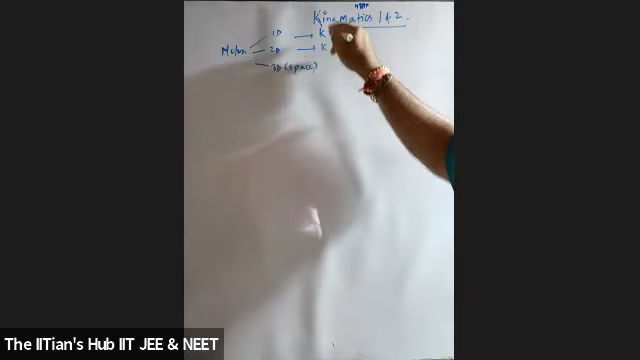 Kinematics 1 & 2.
Motion
1D → K
2D → K
3D (space)
The IITian's Hub IIT JEE & NEET